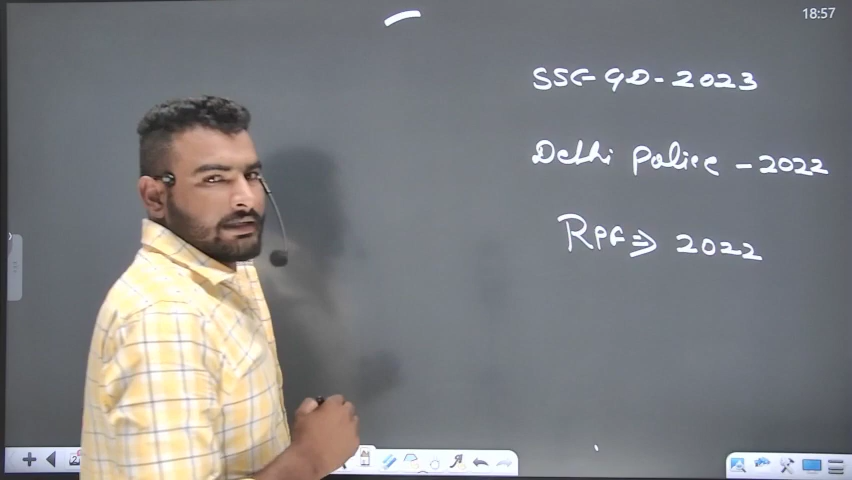 18:57
SSC-GD-2023
Delhi Police - 2022
RPF ⇒ 2022